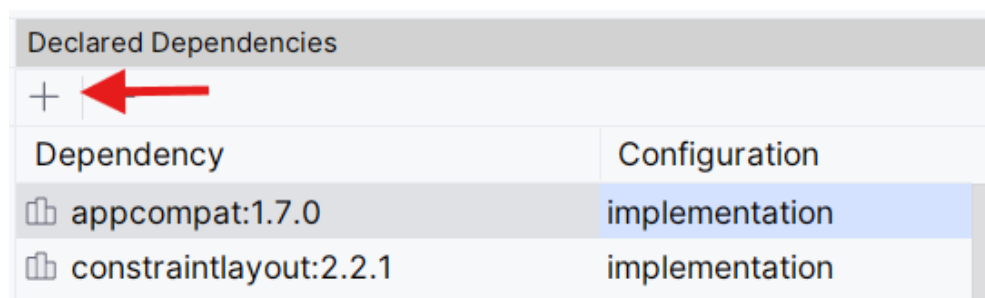 Declared Dependencies
+
Dependency Configuration
appcompat:1.7.0 implementation
constraintlayout:2.2.1 implementation